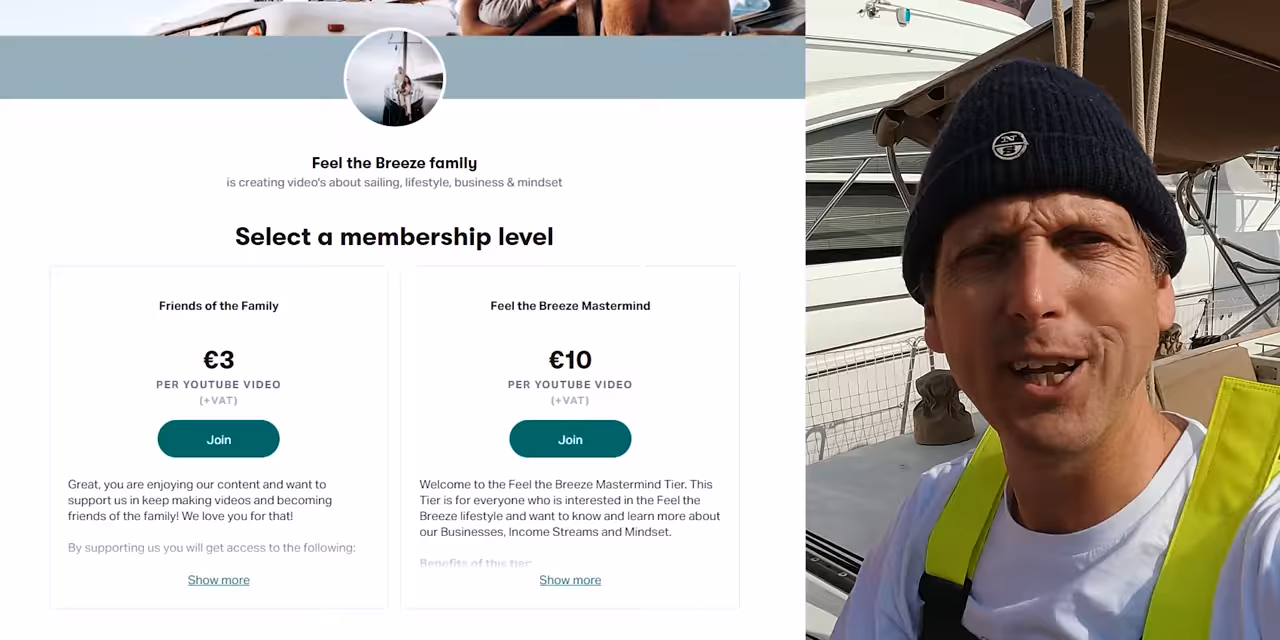 Feel the Breeze family
is creating video's about sailing, lifestyle, business & mindset
Select a membership level
Friends of the Family
€3
PER YOUTUBE VIDEO
(+VAT)
Join
Great, you are enjoying our content and want to
support us in keep making videos and becoming
friends of the family! We love you for that!
By supporting us you will get access to the following:
Show more
Feel the Breeze Mastermind
€10
PER YOUTUBE VIDEO
(+VAT)
Join
Welcome to the Feel the Breeze Mastermind Tier. This
Tier is for everyone who is interested in the Feel the
Breeze lifestyle and want to know and learn more about
our Businesses, Income Streams and Mindset.
Benefits of this tier:
Show more
N
S